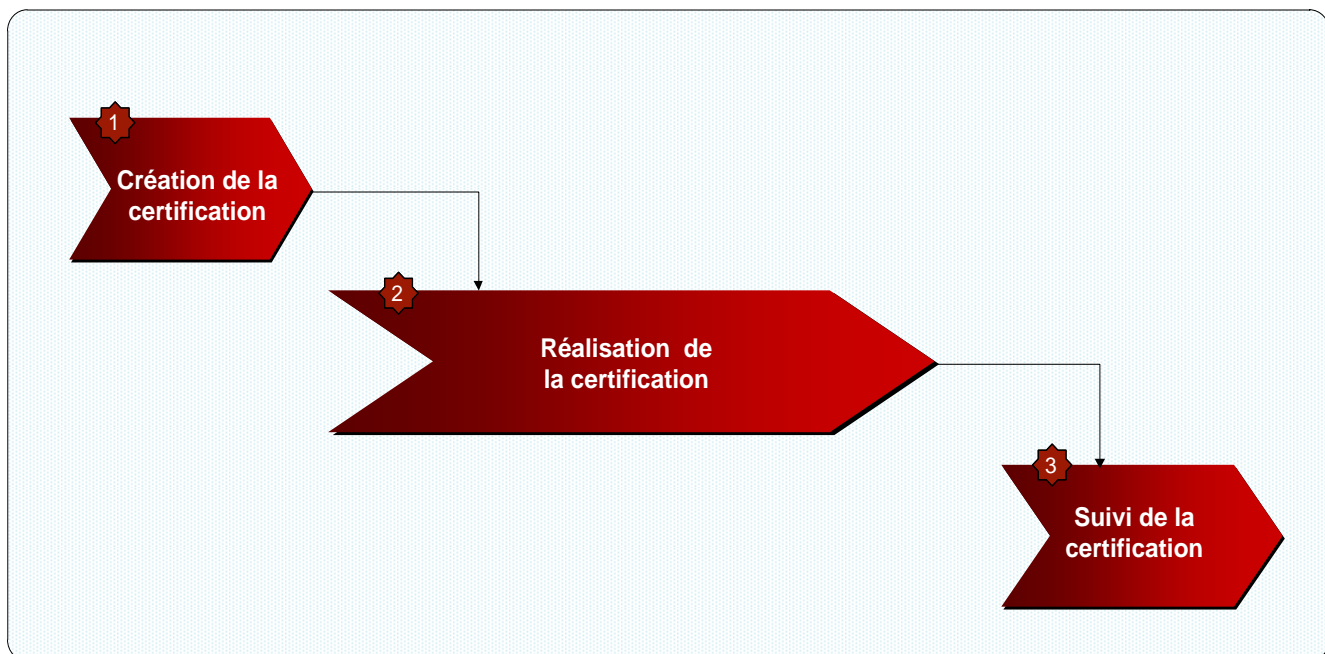 1
Création de la
certification
2
Réalisation de
la certification
3
Suivi de la
certification